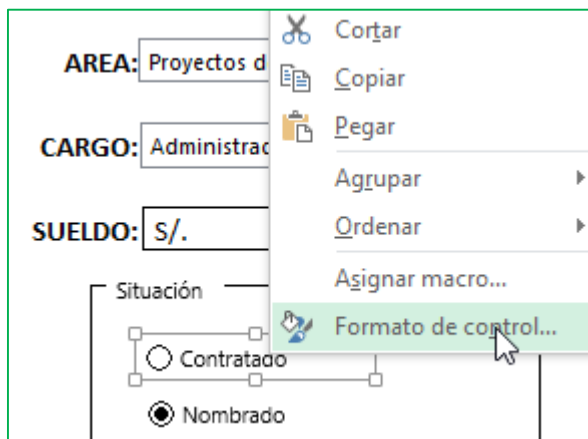 Cortar
AREA: Proyectos d
Copiar
Pegar
CARGO: Administrac
Agrupar
Ordenar
SUELDO: S/.
Asignar macro...
Situación
Formato de control...
Contratado
Nombrado